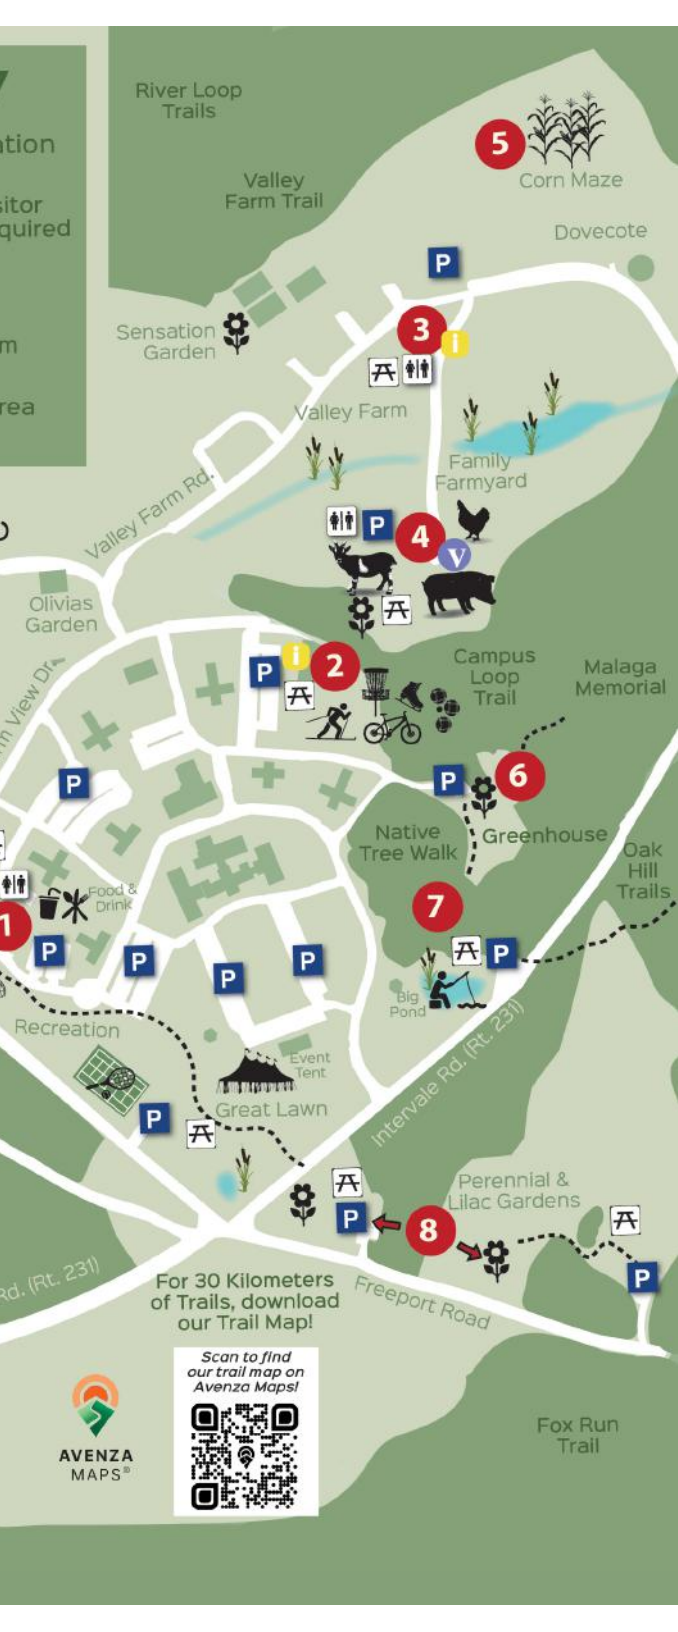 River Loop
Trails
5
Corn Maze
Valley
Farm Trail
Dovecote
P
Sensation
Garden
3
i
Valley Farm
Family
Farmyard
Valley Farm Rd.
P
4
V
Olivias
Garden
P
i
2
Campus
Loop
Trail
Malaga
Memorial
View Dr.
P
P
6
Native
Tree Walk
Greenhouse
Oak
Hill
Trails
Food &
Drink
1
P
P
P
P
7
P
Big
Pond
Recreation
Event
Tent
Great Lawn
Intervale Rd. (Rt. 231)
P
P
8
Perennial &
Lilac Gardens
P
Rd. (Rt. 231)
For 30 Kilometers
of Trails, download
our Trail Map!
Freeport Road
Scan to find
our trail map on
Avenza Maps!
AVENZA
MAPS®
Fox Run
Trail